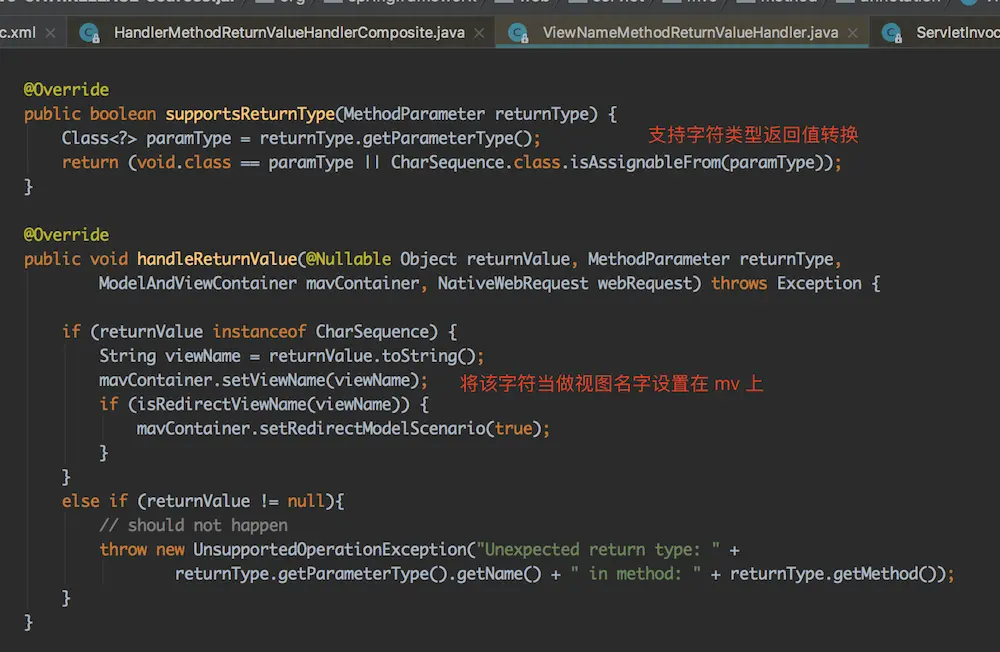 c.xml
HandlerMethodReturnValueHandlerComposite.java
ViewNameMethodReturnValueHandler.java
ServletInvoc
@Override
public boolean supportsReturnType(MethodParameter returnType) {
Class<?> paramType = returnType.getParameterType();
支持字符类型返回值转换
return (void.class == paramType || CharSequence.class.isAssignableFrom(paramType));
}
@Override
public void handleReturnValue(@Nullable Object returnValue, MethodParameter returnType,
ModelAndViewContainer mavContainer, NativeWebRequest webRequest) throws Exception {
if (returnValue instanceof CharSequence) {
String viewName = returnValue.toString();
mavContainer.setViewName(viewName);
将该字符当做视图名字设置在 mv 上
if (isRedirectViewName(viewName)) {
mavContainer.setRedirectModelScenario(true);
}
}
else if (returnValue != null){
// should not happen
throw new UnsupportedOperationException("Unexpected return type: " +
returnType.getParameterType().getName() + " in method: " + returnType.getMethod());
}
}